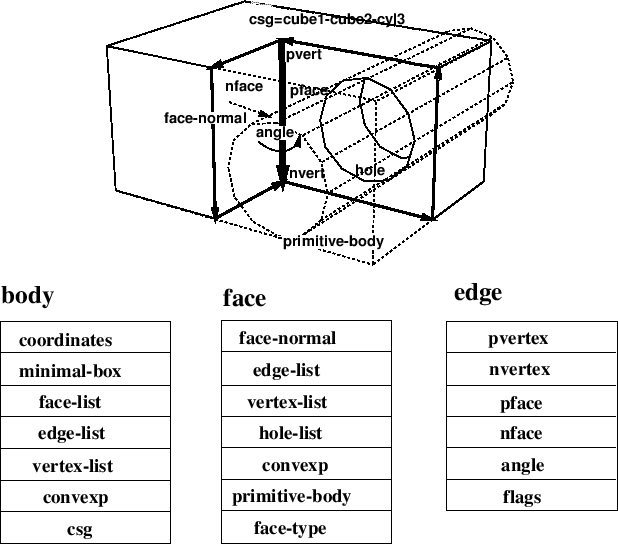 csg=cube1-cube2-cyl3
pvert
nface
pface
face-normal
angle
nvert
hole
primitive-body
body
face
edge
coordinates
minimal-box
face-list
edge-list
vertex-list
convexp
csg
face-normal
edge-list
vertex-list
hole-list
convexp
primitive-body
face-type
pvertex
nvertex
pface
nface
angle
flags